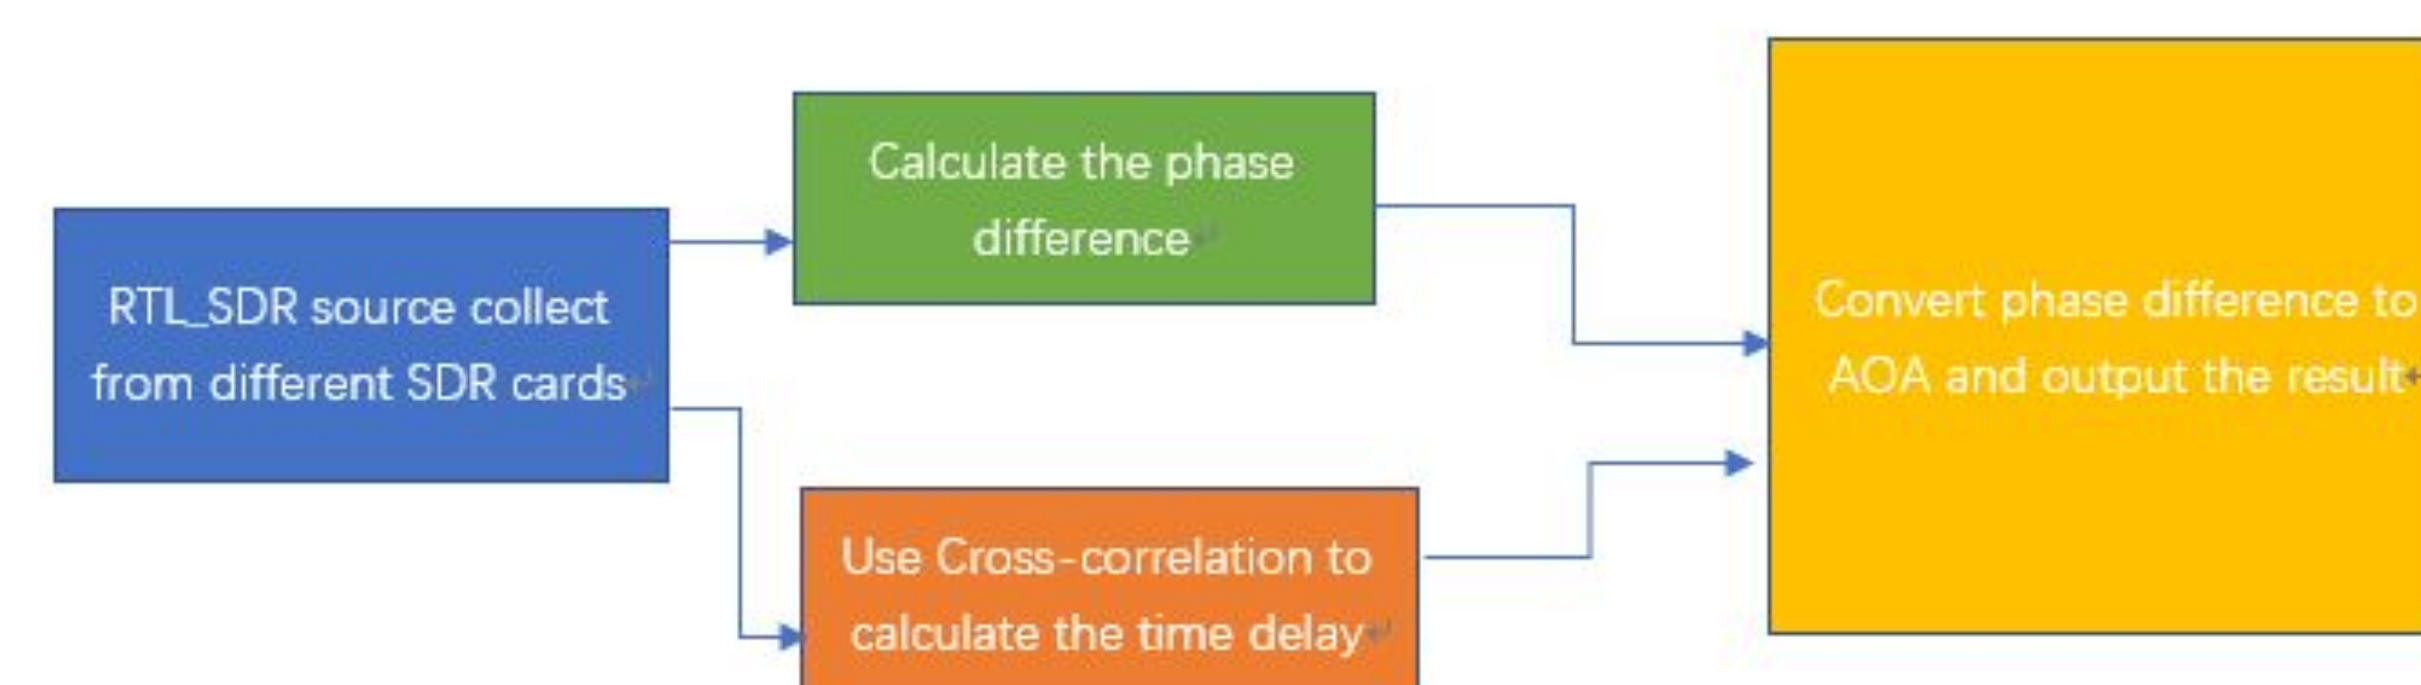 RTL_SDR source collect
from different SDR cards
Calculate the phase
difference
Use Cross-correlation to
calculate the time delay
Convert phase difference to
AOA and output the result